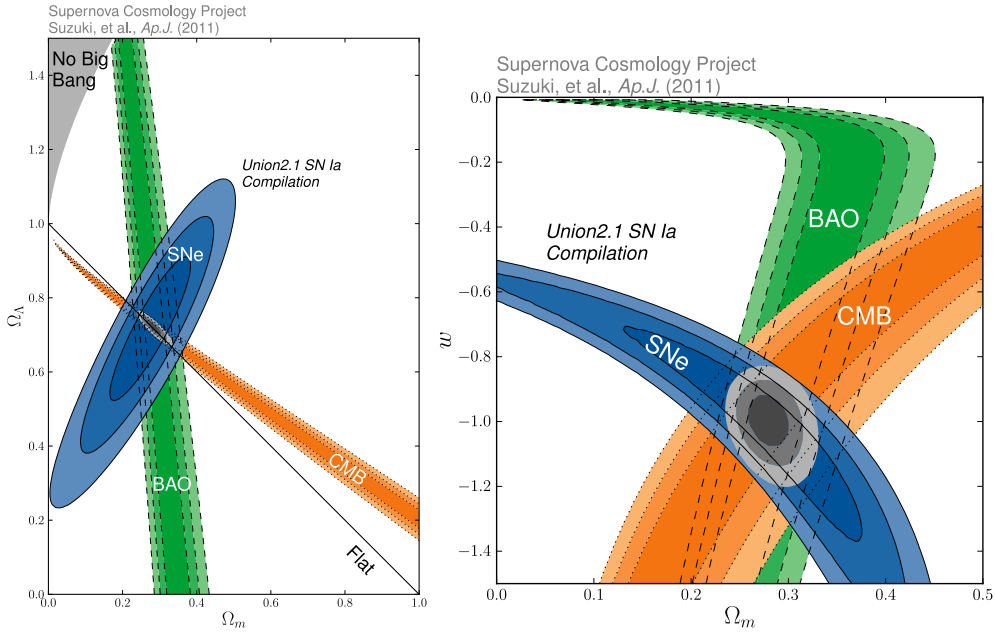 Supernova Cosmology Project
Suzuki, et al., Ap.J. (2011)
No Big
Bang
Union2.1 SN Ia
Compilation
SNe
CMB
BAO
Flat
1.4
1.2
1.0
0.8
0.6
0.4
0.2
0.0
Ω_Λ
0.0 0.2 0.4 0.6 0.8 1.0
Ω_m
Supernova Cosmology Project
Suzuki, et al., Ap.J. (2011)
BAO
Union2.1 SN Ia
Compilation
CMB
SNe
0.0
−0.2
−0.4
−0.6
−0.8
−1.0
−1.2
−1.4
w
0.0 0.1 0.2 0.3 0.4 0.5
Ω_m